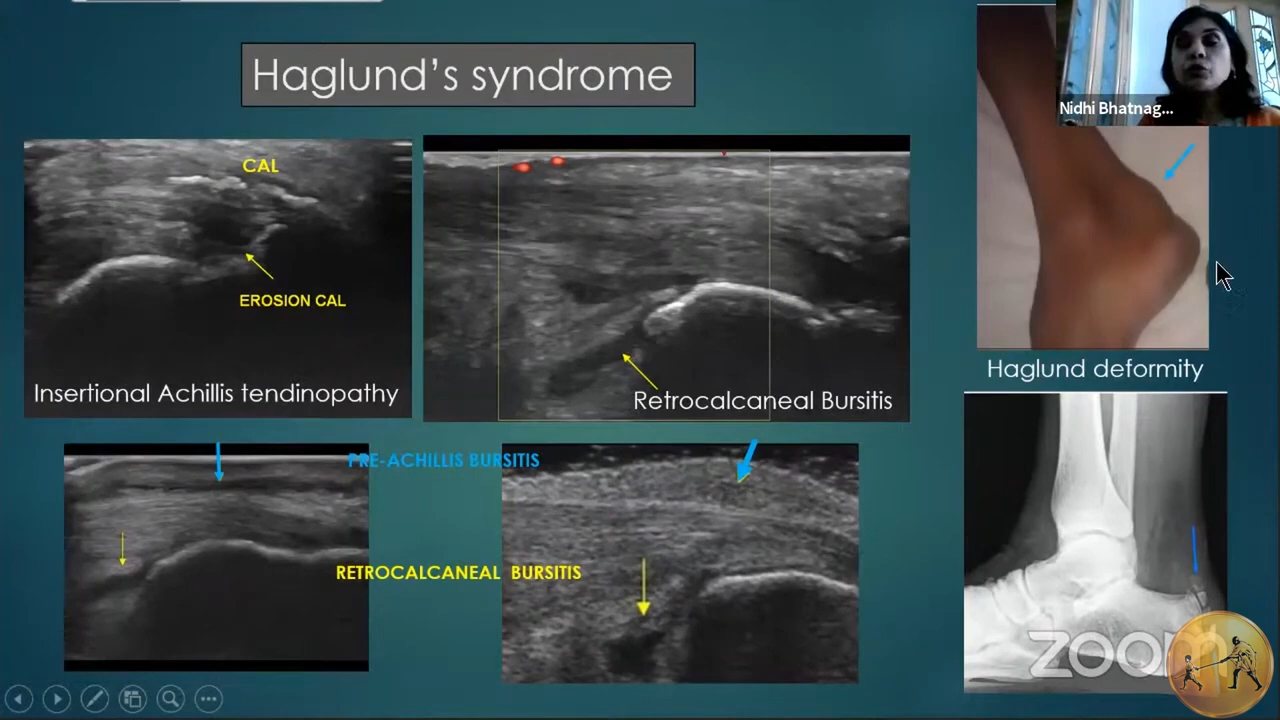 Haglund's syndrome
Nidhi Bhatnag...
CAL
EROSION CAL
Insertional Achillis tendinopathy
Retrocalcaneal Bursitis
Haglund deformity
PRE-ACHILLIS BURSITIS
RETROCALCANEAL BURSITIS
zoom